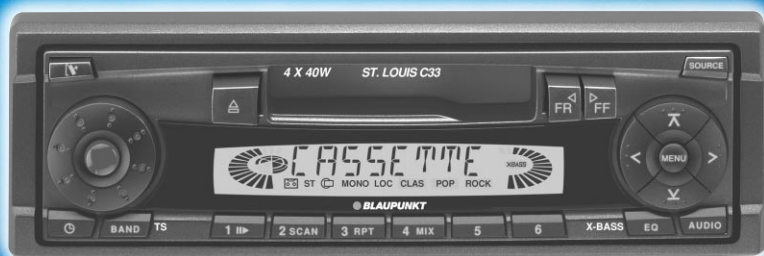 SOURCE
4 X 40W ST. LOUIS C33
FR FF
CASSETTE XBASS
ST MONO LOC CLAS POP ROCK
MENU
BLAUPUNKT
BAND TS 1 2 SCAN 3 RPT 4 MIX 5 6 X-BASS EQ AUDIO